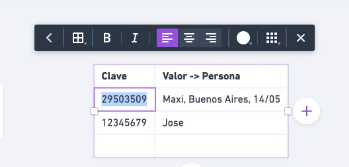 B I
Clave Valor -> Persona
29503509 Maxi, Buenos Aires, 14/05
12345679 Jose